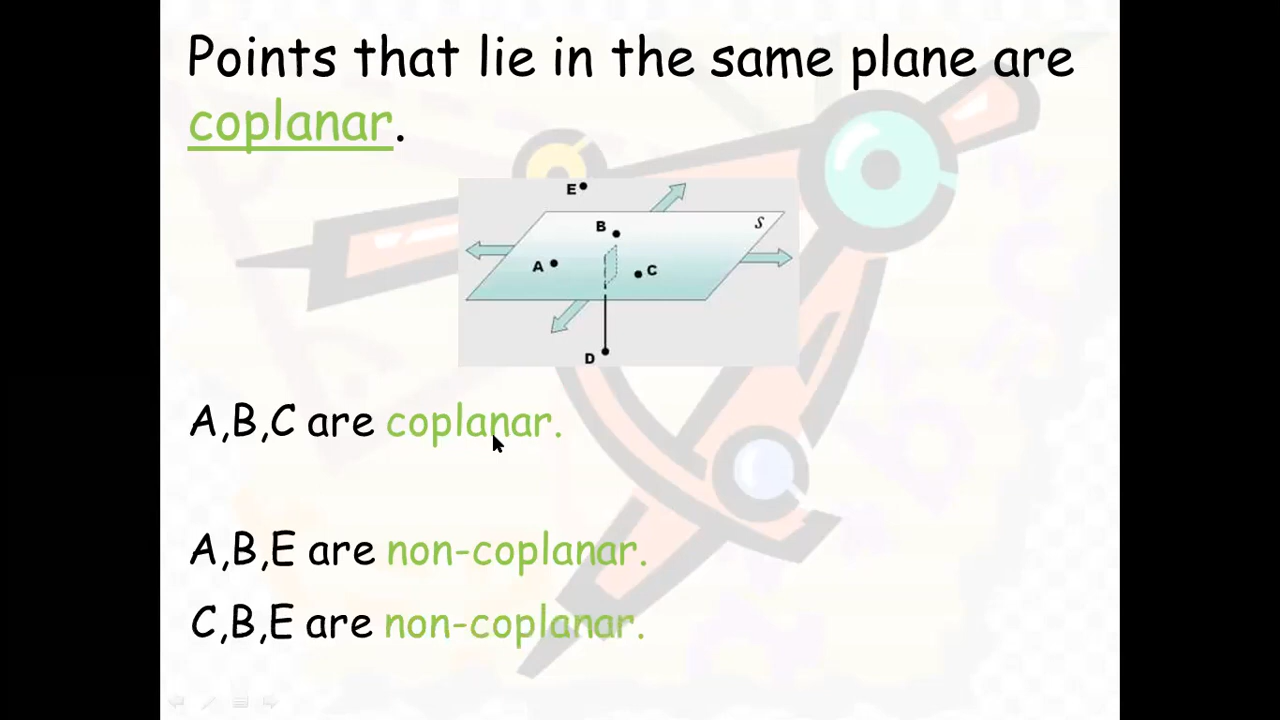 Points that lie in the same plane are
coplanar.
E
S
B
A
C
D
A,B,C are coplanar.
A,B,E are non-coplanar.
C,B,E are non-coplanar.